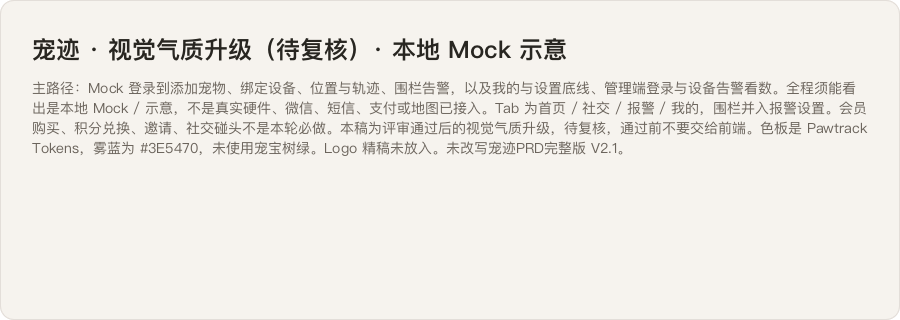 宠迹 · 视觉气质升级（待复核）· 本地 Mock 示意
主路径：Mock 登录到添加宠物、绑定设备、位置与轨迹、围栏告警，以及我的与设置底线、管理端登录与设备告警看数。全程须能看
出是本地 Mock / 示意，不是真实硬件、微信、短信、支付或地图已接入。Tab 为首页 / 社交 / 报警 / 我的，围栏并入报警设置。会员
购买、积分兑换、邀请、社交碰头不是本轮必做。本稿为评审通过后的视觉气质升级，待复核，通过前不要交给前端。色板是 Pawtrack
Tokens，雾蓝为 #3E5470，未使用宠宝树绿。Logo 精稿未放入。未改写宠迹PRD完整版 V2.1。